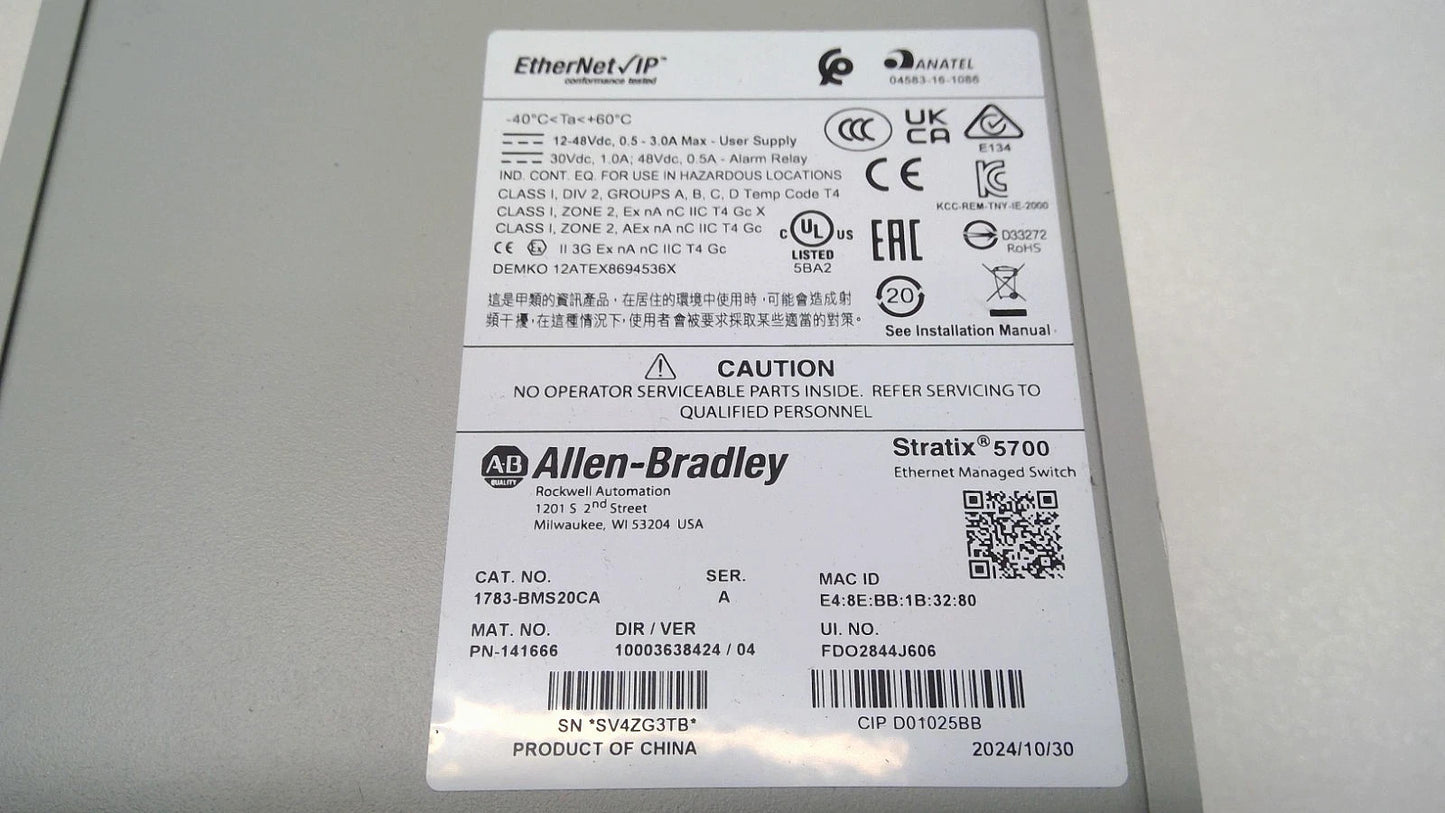 EtherNet/IP™
conformance tested
ANATEL
04583-16-1086
-40°C<Ta<+60°C
12-48Vdc, 0.5 - 3.0A Max - User Supply
30Vdc, 1.0A; 48Vdc, 0.5A - Alarm Relay
IND. CONT. EQ. FOR USE IN HAZARDOUS LOCATIONS
CLASS I, DIV 2, GROUPS A, B, C, D Temp Code T4
CLASS I, ZONE 2, Ex nA nC IIC T4 Gc X
CLASS I, ZONE 2, AEx nA nC IIC T4 Gc
CE Ex II 3G Ex nA nC IIC T4 Gc
DEMKO 12ATEX8694536X
CCC
UK
CA
E134
CE
KC
KCC-REM-TNY-IE-2000
C UL US
LISTED
5BA2
EAC
D33272
RoHS
20
這是甲類的資訊產品，在居住的環境中使用時，可能會造成射
頻干擾，在這種情況下，使用者會被要求採取某些適當的對策。
See Installation Manual
CAUTION
NO OPERATOR SERVICEABLE PARTS INSIDE. REFER SERVICING TO
QUALIFIED PERSONNEL
AB QUALITY Allen-Bradley
Rockwell Automation
1201 S 2nd Street
Milwaukee, WI 53204 USA
Stratix® 5700
Ethernet Managed Switch
CAT. NO. SER. MAC ID
1783-BMS20CA A E4:8E:BB:1B:32:80
MAT. NO. DIR / VER UI. NO.
PN-141666 10003638424 / 04 FDO2844J606
SN *SV4ZG3TB* CIP D01025BB
PRODUCT OF CHINA 2024/10/30